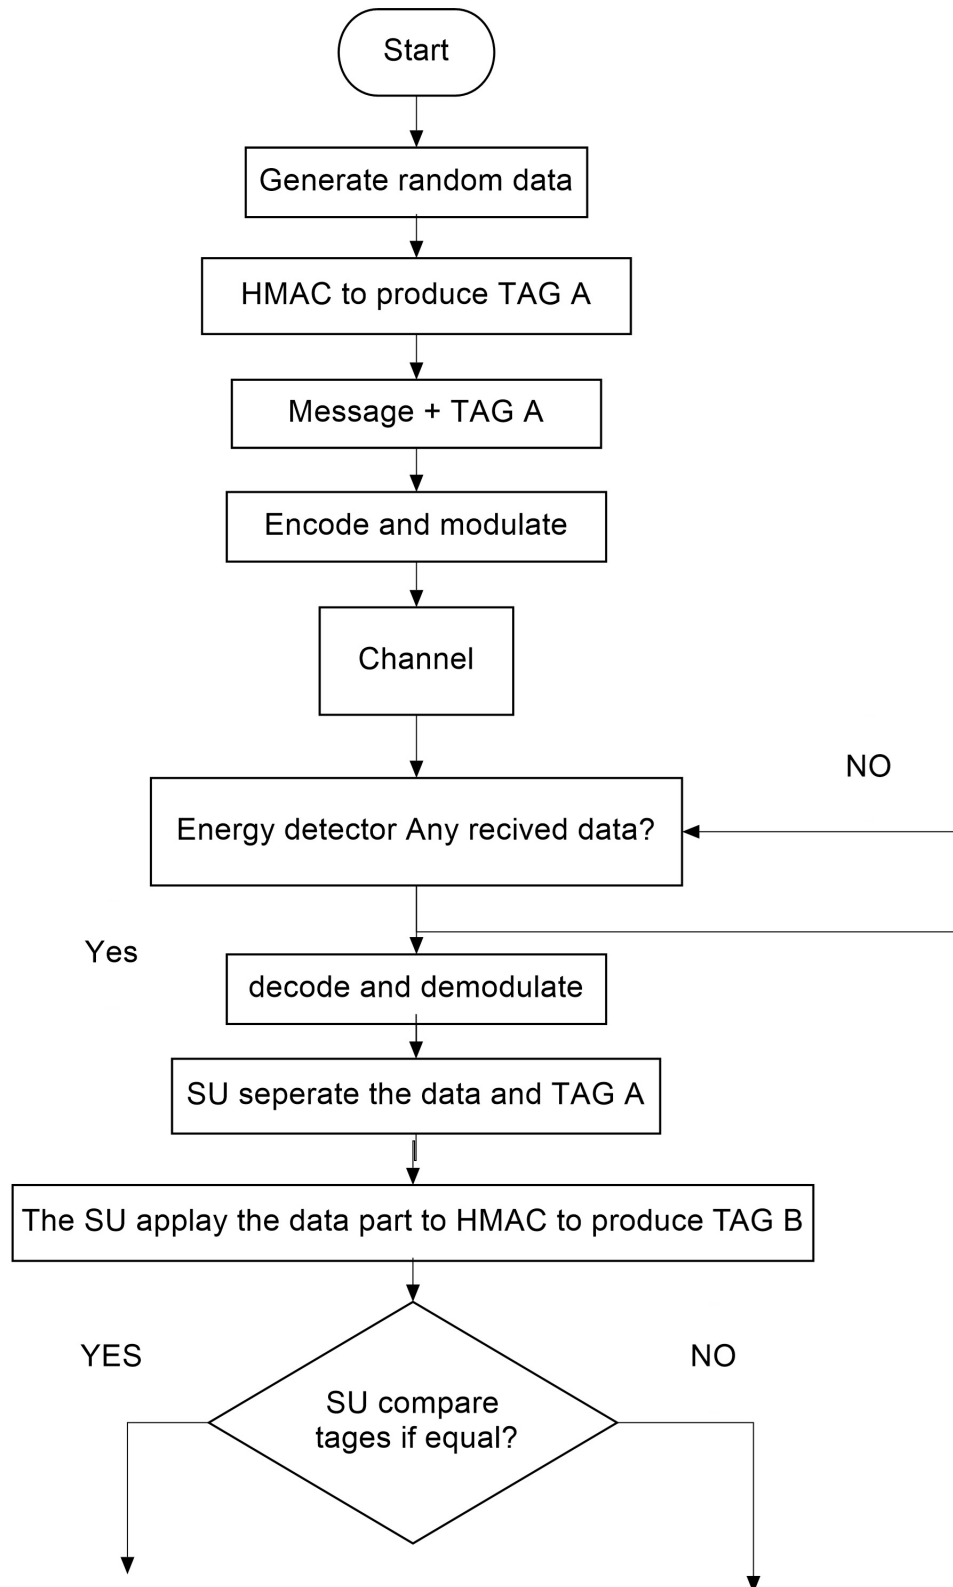 Start
Generate random data
HMAC to produce TAG A
Message + TAG A
Encode and modulate
Channel
NO
Energy detector Any recived data?
Yes
decode and demodulate
SU seperate the data and TAG A
The SU applay the data part to HMAC to produce TAG B
YES
NO
SU compare
tages if equal?